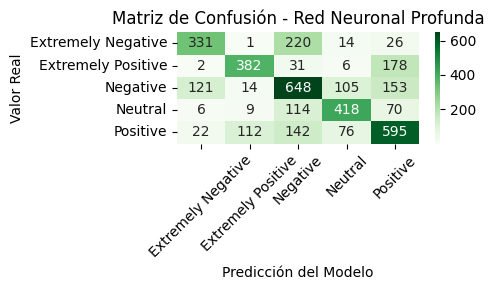 Matriz de Confusión - Red Neuronal Profunda
Valor Real
Extremely Negative 331 1 220 14 26
Extremely Positive 2 382 31 6 178
Negative 121 14 648 105 153
Neutral 6 9 114 418 70
Positive 22 112 142 76 595
Extremely Negative
Extremely Positive
Negative
Neutral
Positive
Predicción del Modelo
600
400
200